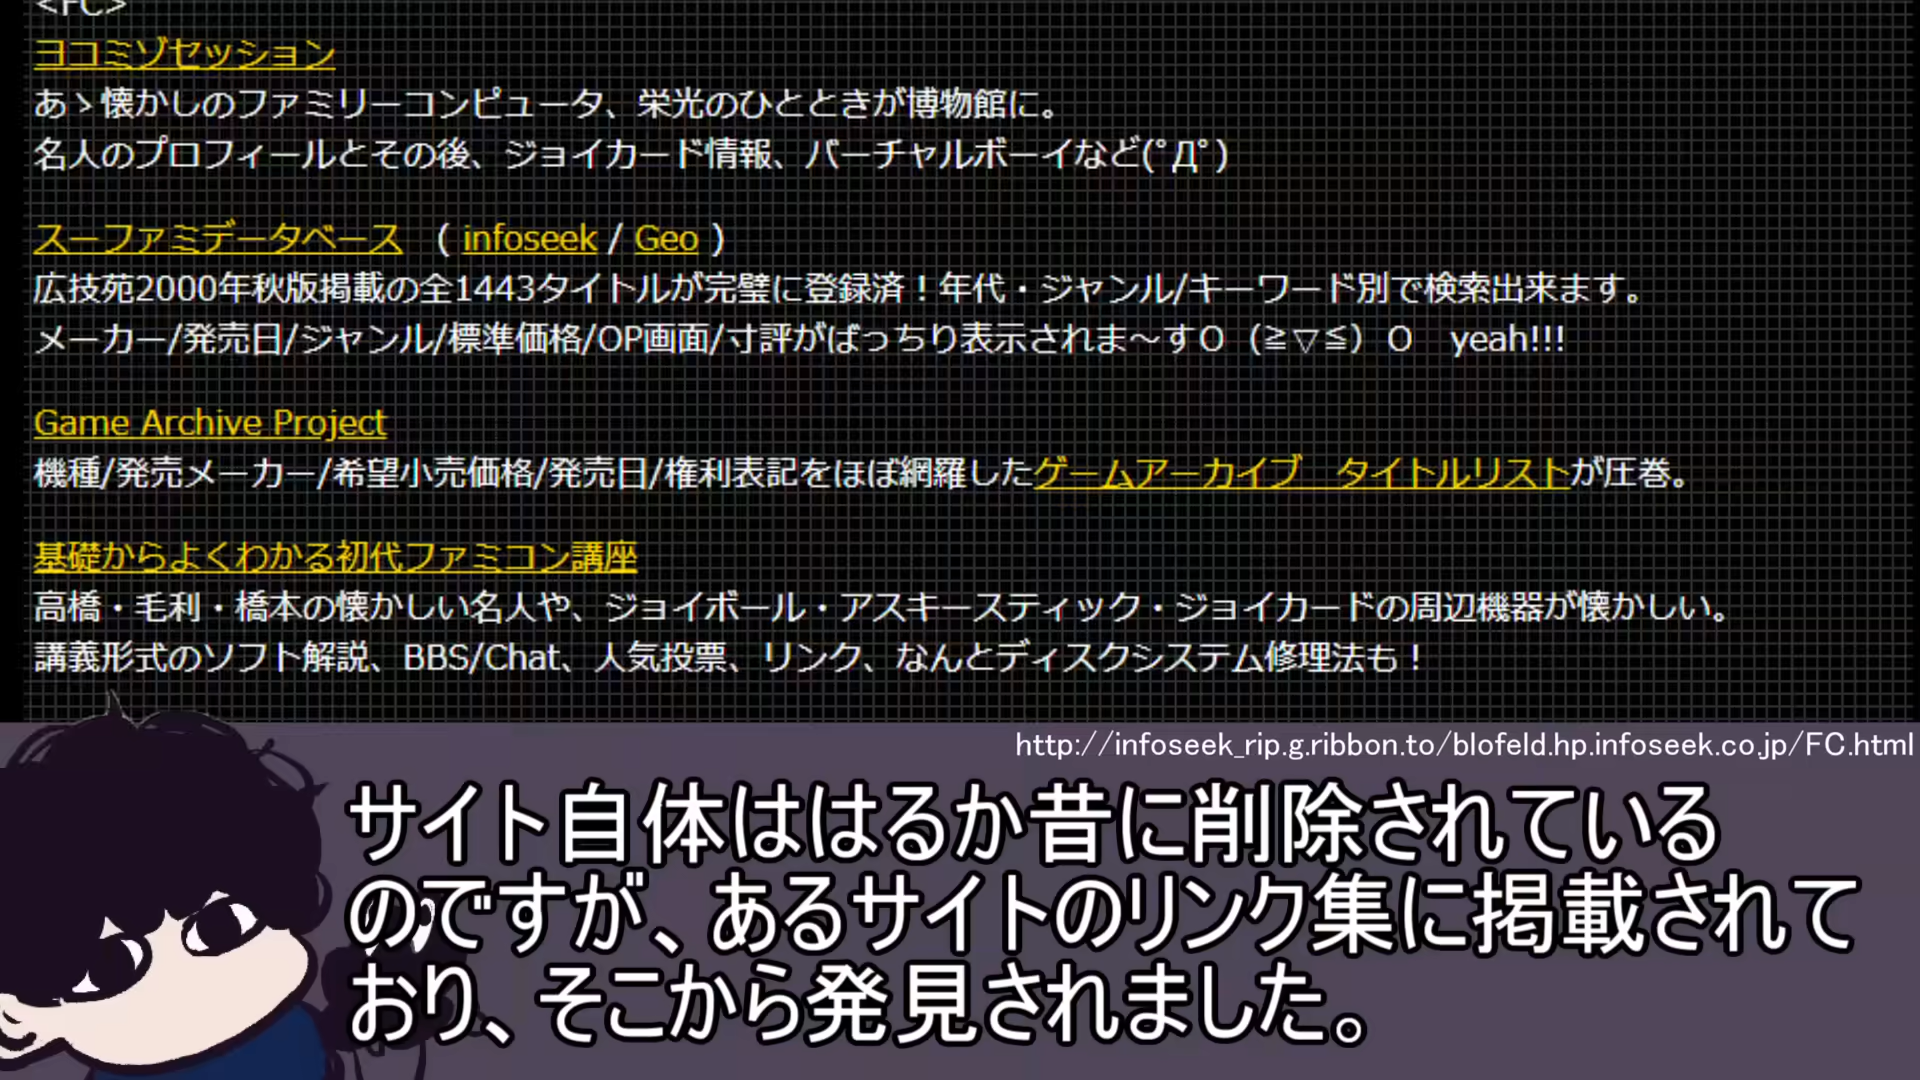 <FC>
ヨコミゾセッション
あゝ懐かしのファミリーコンピュータ、栄光のひとときが博物館に。
名人のプロフィールとその後、ジョイカード情報、バーチャルボーイなど(ﾟДﾟ)
スーファミデータベース （ infoseek / Geo ）
広技苑2000年秋版掲載の全1443タイトルが完璧に登録済！年代・ジャンル/キーワード別で検索出来ます。
メーカー/発売日/ジャンル/標準価格/OP画面/寸評がばっちり表示されま～すＯ（≧▽≦）Ｏ　yeah!!!
Game Archive Project
機種/発売メーカー/希望小売価格/発売日/権利表記をほぼ網羅したゲームアーカイブ　タイトルリストが圧巻。
基礎からよくわかる初代ファミコン講座
高橋・毛利・橋本の懐かしい名人や、ジョイボール・アスキースティック・ジョイカードの周辺機器が懐かしい。
講義形式のソフト解説、BBS/Chat、人気投票、リンク、なんとディスクシステム修理法も！
http://infoseek_rip.g.ribbon.to/blofeld.hp.infoseek.co.jp/FC.html
サイト自体ははるか昔に削除されている
のですが、あるサイトのリンク集に掲載されて
おり、そこから発見されました。